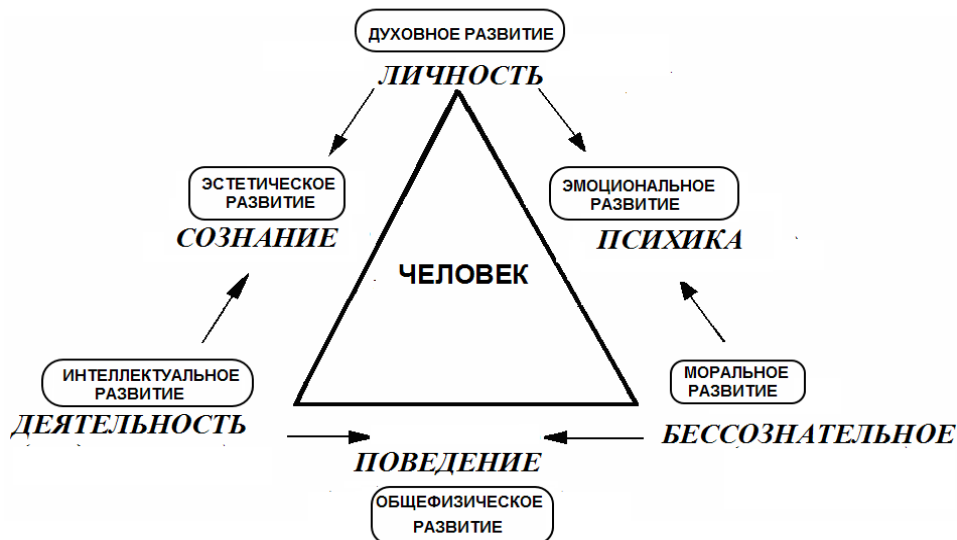 ДУХОВНОЕ РАЗВИТИЕ
ЛИЧНОСТЬ
ЭСТЕТИЧЕСКОЕ
РАЗВИТИЕ
СОЗНАНИЕ
ЭМОЦИОНАЛЬНОЕ
РАЗВИТИЕ
ПСИХИКА
ЧЕЛОВЕК
ИНТЕЛЛЕКТУАЛЬНОЕ
РАЗВИТИЕ
ДЕЯТЕЛЬНОСТЬ
МОРАЛЬНОЕ
РАЗВИТИЕ
БЕССОЗНАТЕЛЬНОЕ
ПОВЕДЕНИЕ
ОБЩЕФИЗИЧЕСКОЕ
РАЗВИТИЕ